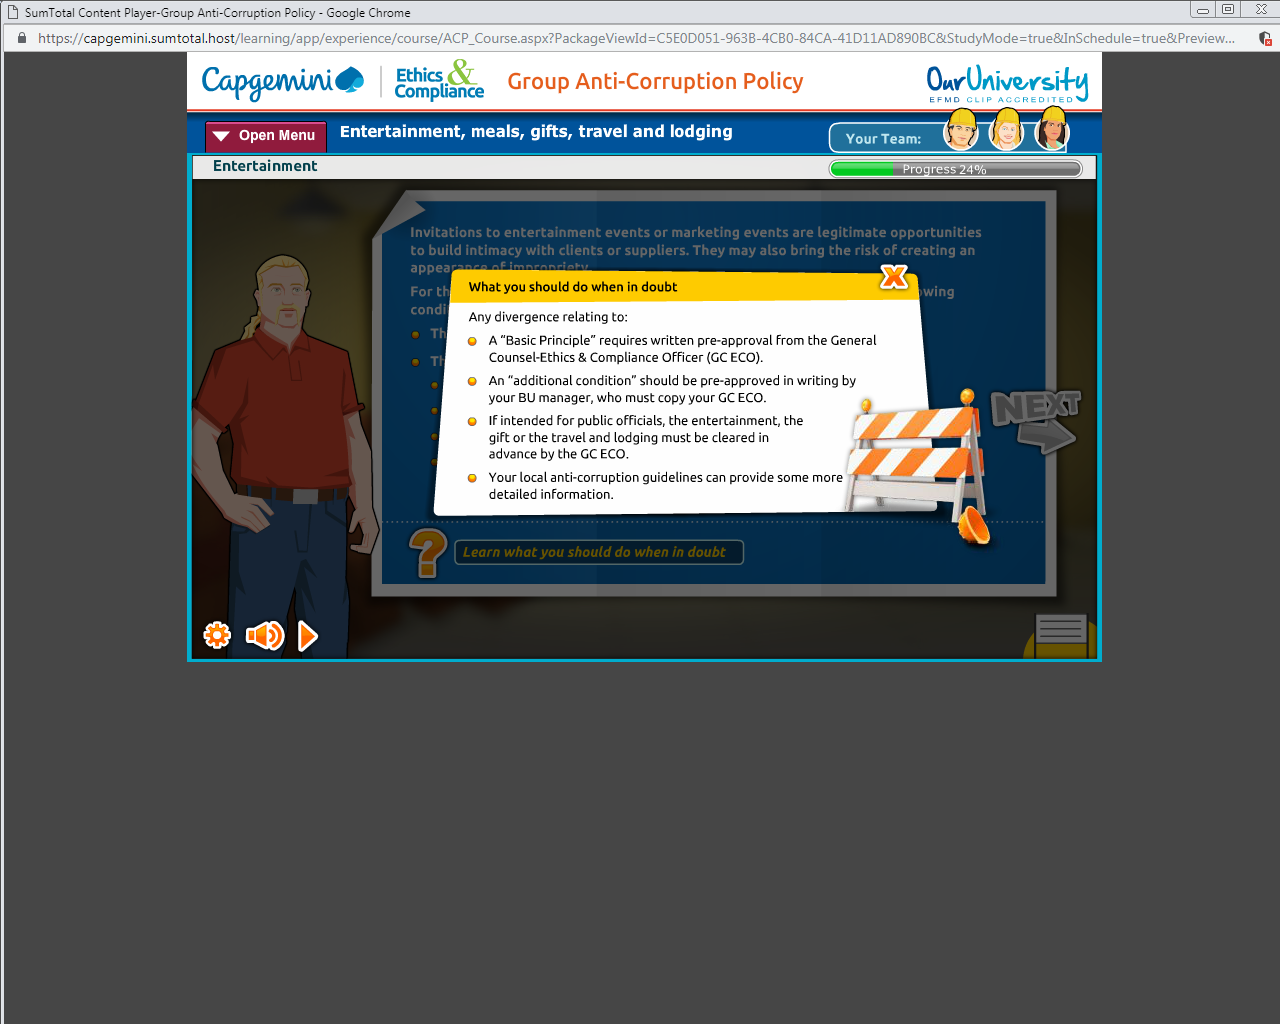 SumTotal Content Player-Group Anti-Corruption Policy - Google Chrome
https://capgemini.sumtotal.host/learning/app/experience/course/ACP_Course.aspx?PackageViewId=C5E0D051-963B-4CB0-84CA-41D11AD890BC&StudyMode=true&InSchedule=true&Preview...
Capgemini Ethics & Compliance Group Anti-Corruption Policy OurUniversity
EFMD CLIP ACCREDITED
Open Menu Entertainment, meals, gifts, travel and lodging Your Team:
Entertainment Progress 24%
Invitations to entertainment events or marketing events are legitimate opportunities
to build intimacy with clients or suppliers. They may also bring the risk of creating an
appearance of impropriety.
For th
condi
wing
Th
Th
What you should do when in doubt X
Any divergence relating to:
A “Basic Principle” requires written pre-approval from the General
Counsel-Ethics & Compliance Officer (GC ECO).
An “additional condition” should be pre-approved in writing by
your BU manager, who must copy your GC ECO.
If intended for public officials, the entertainment, the
gift or the travel and lodging must be cleared in
advance by the GC ECO.
Your local anti-corruption guidelines can provide some more
detailed information.
NEXT
? Learn what you should do when in doubt